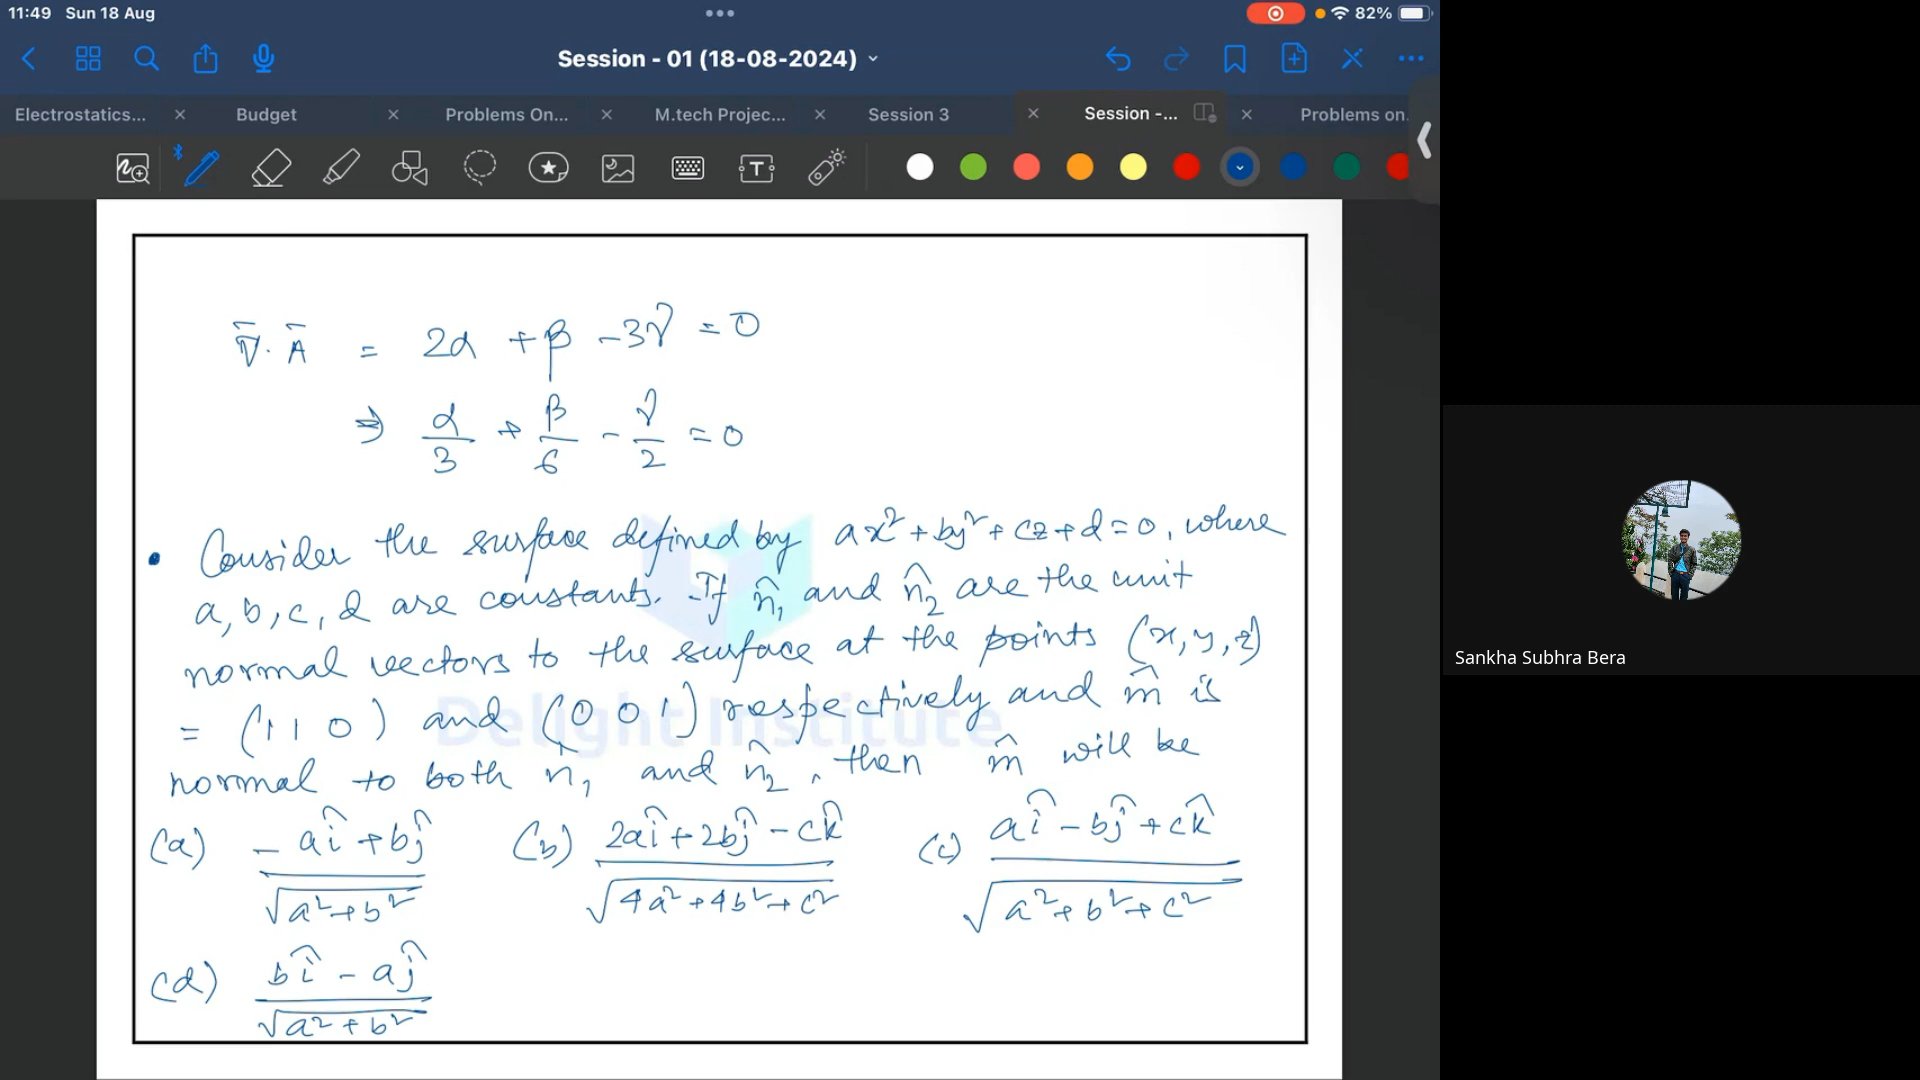 11:49 Sun 18 Aug
82%
Session - 01 (18-08-2024)
Electrostatics... Budget Problems On... M.tech Projec... Session 3 Session -... Problems on.
∇̄·Ā = 2α + β − 3γ = 0
⇒ α/3 + β/6 − γ/2 = 0
• Consider the surface defined by ax² + by² + cz + d = 0, where
a, b, c, d are constants. If n̂₁ and n̂₂ are the unit
normal vectors to the surface at the points (x, y, z)
= (1 1 0) and (0 0 1) respectively and m̂ is
normal to both n̂₁ and n̂₂, then m̂ will be
(a) (−aî + bĵ)/√(a² + b²) (b) (2aî + 2bĵ − ck̂)/√(4a² + 4b² + c²) (c) (aî − bĵ + ck̂)/√(a² + b² + c²)
(d) (bî − aĵ)/√(a² + b²)
Delight Institute
Sankha Subhra Bera